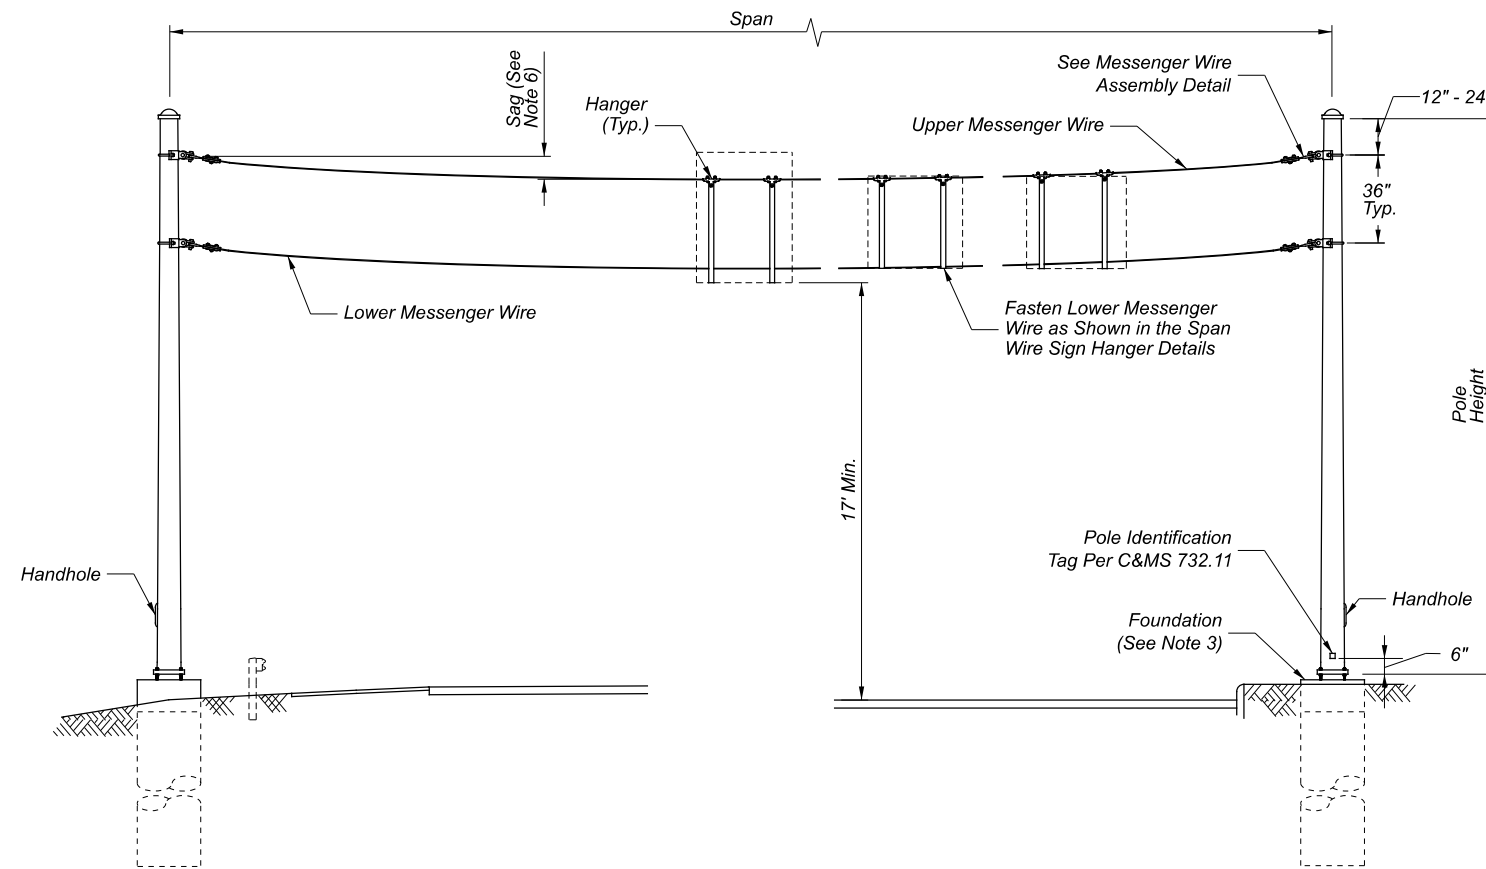 Span
Sag (See
Note 6)
Hanger
(Typ.)
See Messenger Wire
Assembly Detail
Upper Messenger Wire
12" - 24
36"
Typ.
Lower Messenger Wire
Fasten Lower Messenger
Wire as Shown in the Span
Wire Sign Hanger Details
Pole
Height
17' Min.
Pole Identification
Tag Per C&MS 732.11
Handhole
Handhole
Foundation
(See Note 3)
6"